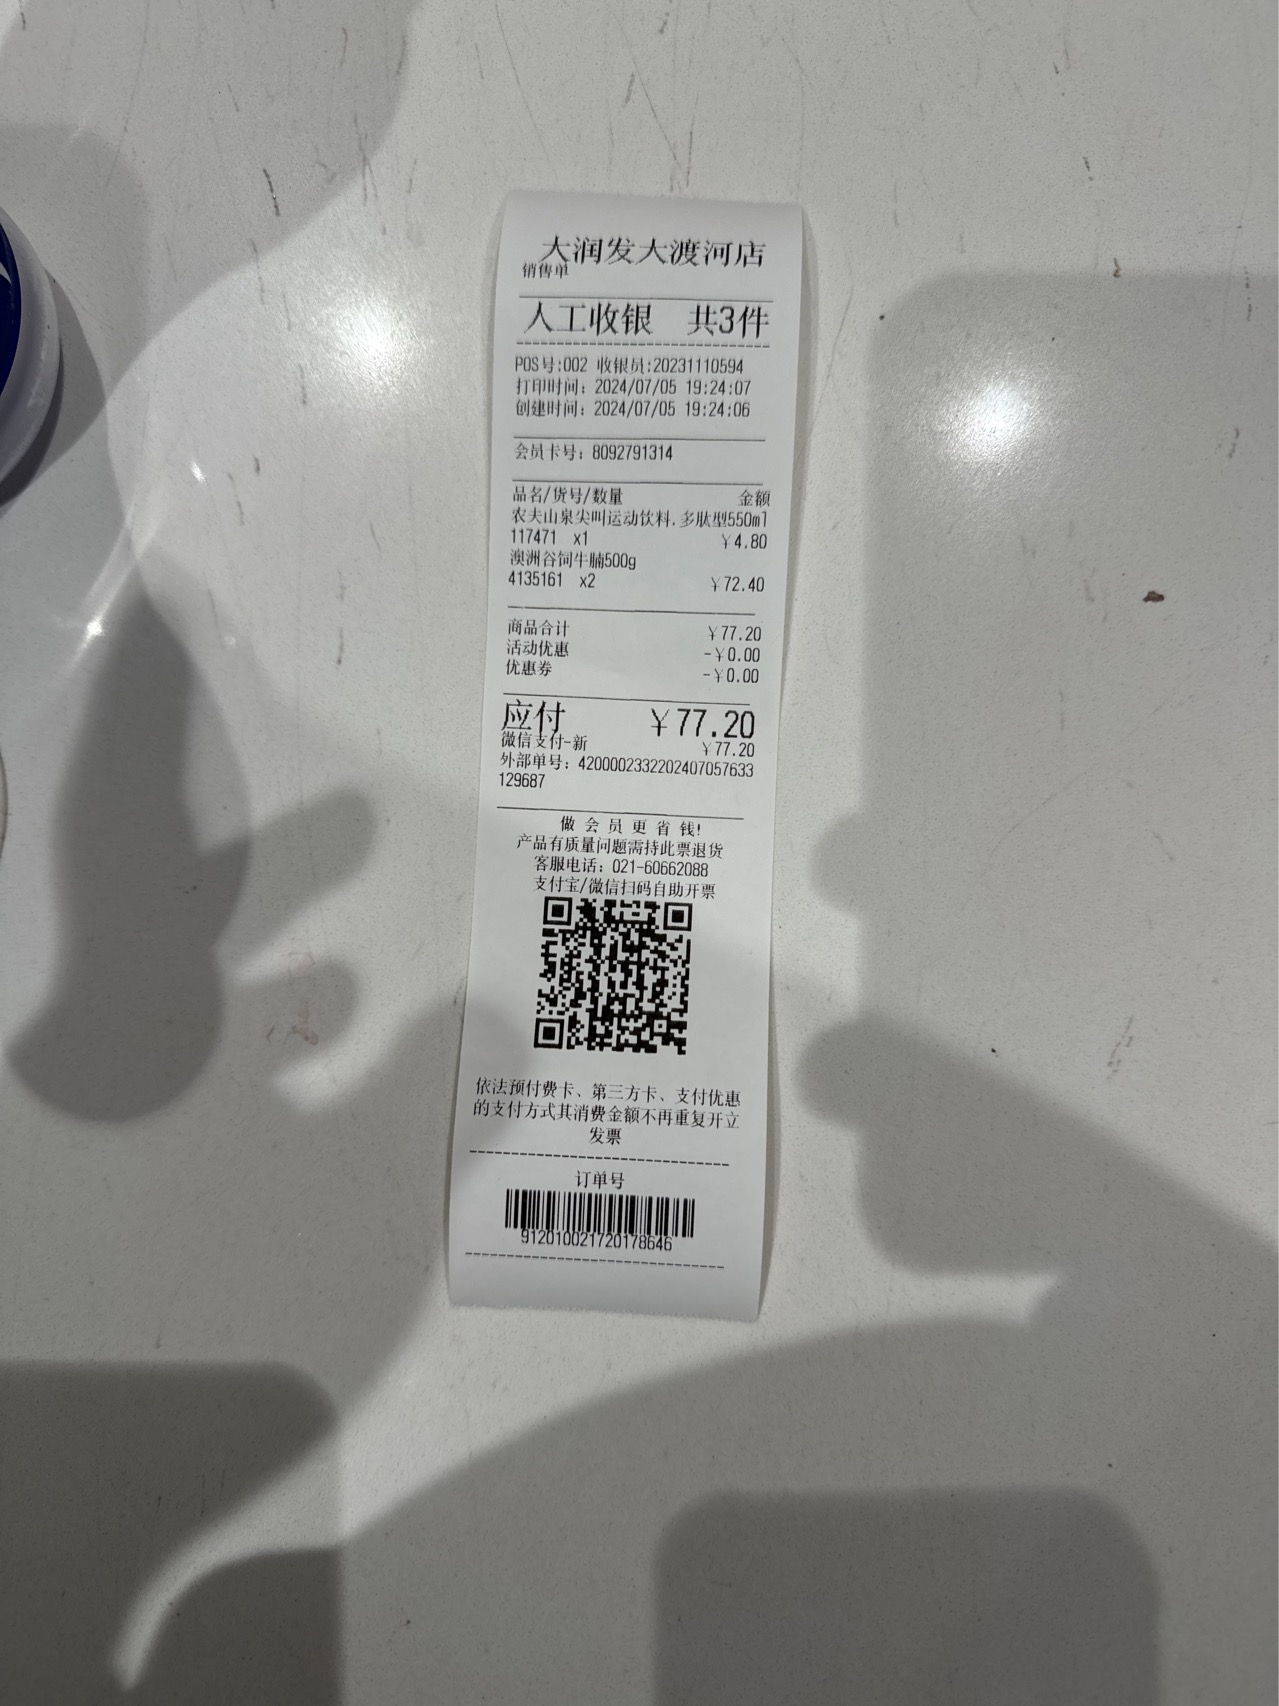 大润发大渡河店
销售单
人工收银 共3件
POS号:002 收银员:20231110594
打印时间: 2024/07/05 19:24:07
创建时间: 2024/07/05 19:24:06
会员卡号: 8092791314
品名/货号/数量 金额
农夫山泉尖叫运动饮料.多肽型550ml
117471 x1 ￥4.80
澳洲谷饲牛腩500g
4135161 x2 ￥72.40
商品合计 ￥77.20
活动优惠 -￥0.00
优惠券 -￥0.00
应付 ￥77.20
微信支付-新 ￥77.20
外部单号: 4200002332202407057633
129687
做 会 员 更 省 钱!
产品有质量问题需持此票退货
客服电话: 021-60662088
支付宝/微信扫码自助开票
依法预付费卡、第三方卡、支付优惠
的支付方式其消费金额不再重复开立
发票
订单号
912010021720178646